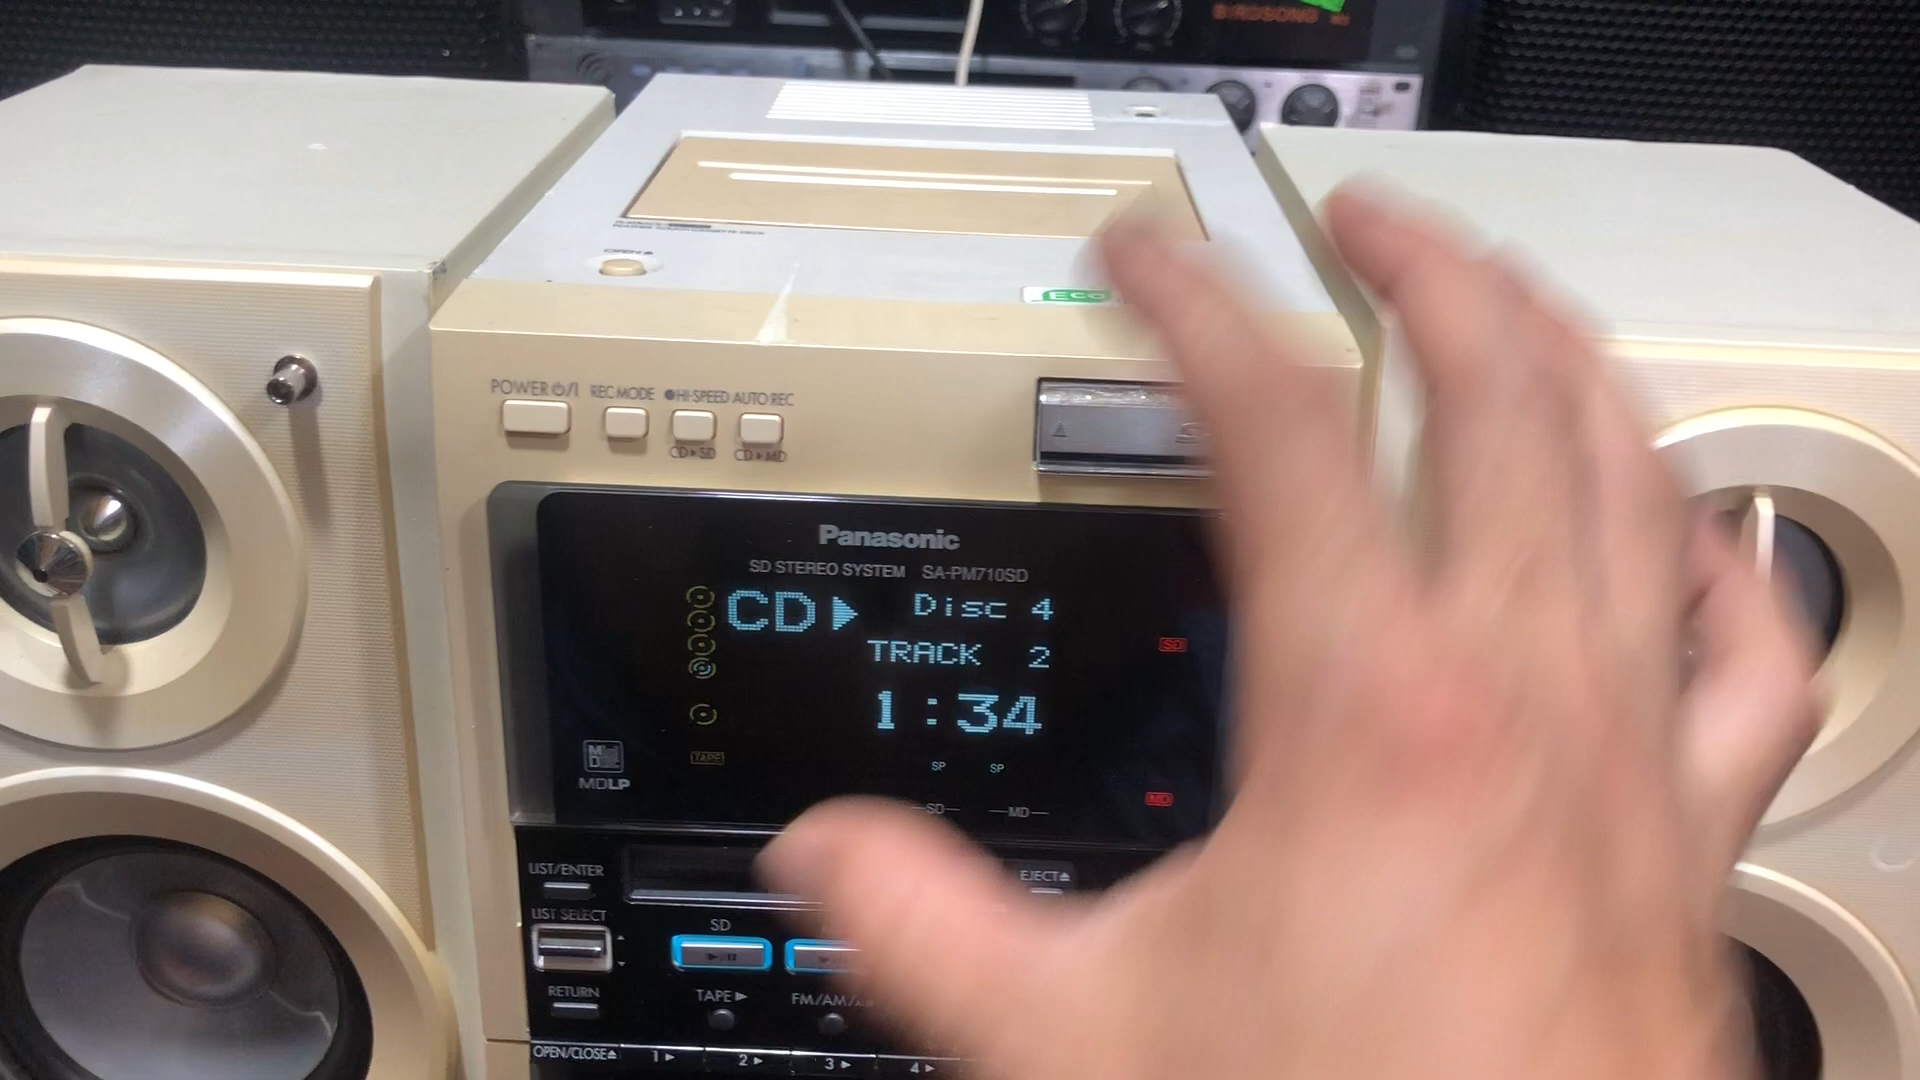 BIRDSONG
OPEN
ECO
POWER ⏻/I
REC MODE
●HI-SPEED AUTO REC
CD▶SD
CD▶MD
Panasonic
SD STEREO SYSTEM SA-PM710SD
CD▶ Disc 4
TRACK 2
SD
1:34
TAPE
SP SP
MD
MDLP
SD MD
LIST/ENTER
EJECT⏏
LIST SELECT
SD
RETURN
TAPE▶
FM/AM/
OPEN/CLOSE⏏
1▶
2▶
3▶
4▶